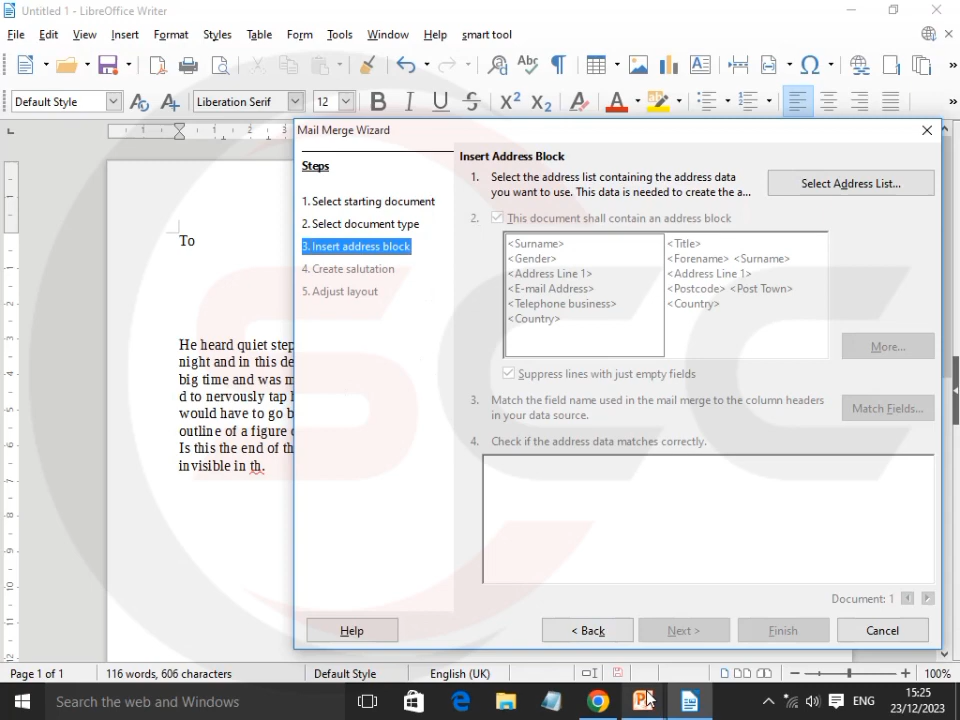 Untitled 1 - LibreOffice Writer
File Edit View Insert Format Styles Table Form Tools Window Help smart tool
Default Style Liberation Serif 12
Mail Merge Wizard
Steps
1. Select starting document
2. Select document type
3. Insert address block
4. Create salutation
5. Adjust layout
Insert Address Block
1. Select the address list containing the address data
you want to use. This data is needed to create the a...
Select Address List...
2. This document shall contain an address block
<Surname>
<Gender>
<Address Line 1>
<E-mail Address>
<Telephone business>
<Country>
<Title>
<Forename> <Surname>
<Address Line 1>
<Postcode> <Post Town>
<Country>
More...
Suppress lines with just empty fields
3. Match the field name used in the mail merge to the column headers
in your data source.
Match Fields...
4. Check if the address data matches correctly.
Document: 1
Help < Back Next > Finish Cancel
To
He heard quiet step
night and in this de
big time and was m
d to nervously tap
would have to go b
outline of a figure
Is this the end of th
invisible in th.
Page 1 of 1 116 words, 606 characters Default Style English (UK) 100%
Search the web and Windows
ENG
15:25
23/12/2023
SCC